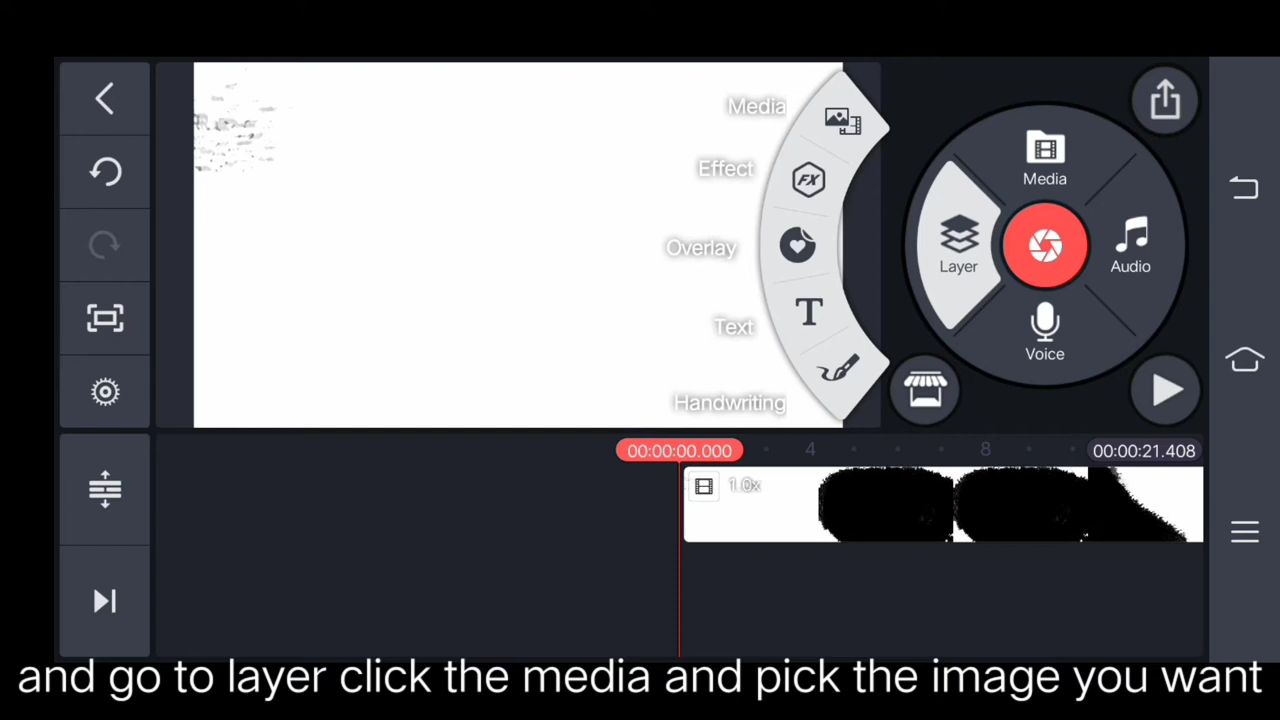 Media
Effect
Overlay
Text
Handwriting
FX
T
Media
Layer
Audio
Voice
00:00:00.000
4
8
00:00:21.408
1.0x
and go to layer click the media and pick the image you want